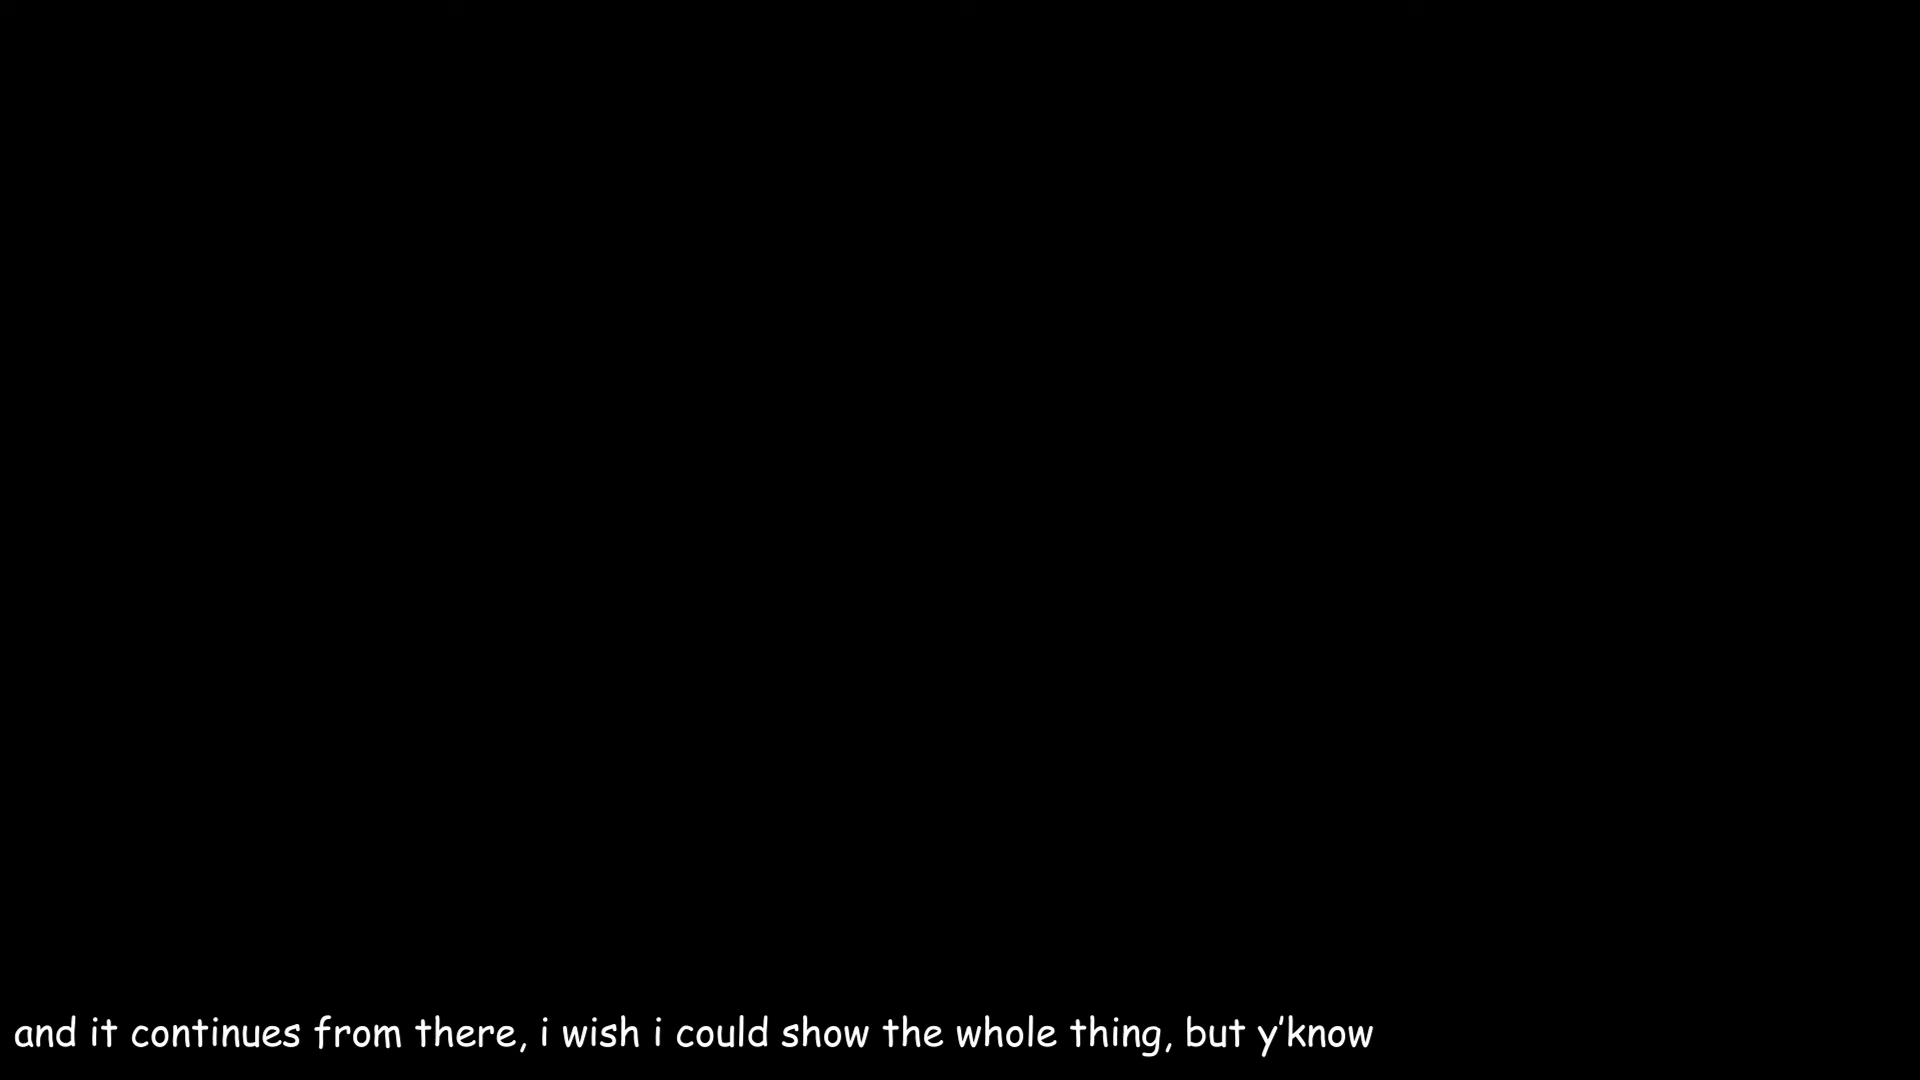 and it continues from there, i wish i could show the whole thing, but y'know